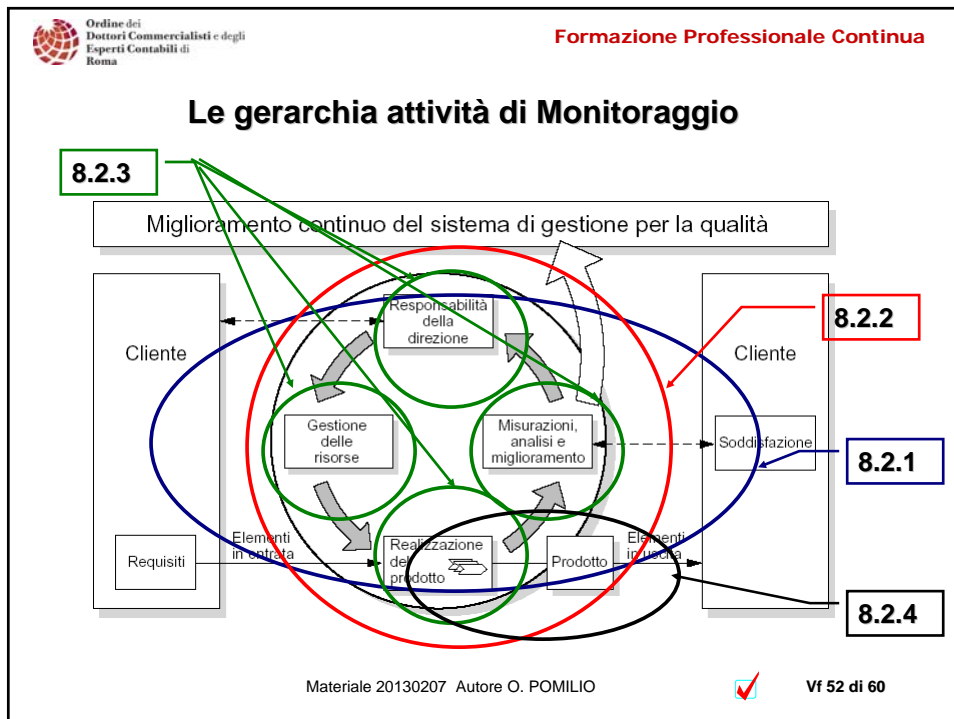 Ordine dei
Dottori Commercialisti e degli
Esperti Contabili di
Roma
Formazione Professionale Continua
Le gerarchia attività di Monitoraggio
8.2.3
Miglioramento continuo del sistema di gestione per la qualità
Cliente
Responsabilità
della
direzione
8.2.2
Cliente
Gestione
delle
risorse
Misurazioni,
analisi e
miglioramento
Soddisfazione
8.2.1
Requisiti
Elementi
in entrata
Realizzazione
del
prodotto
Prodotto
Elementi
in uscita
8.2.4
Materiale 20130207 Autore O. POMILIO
Vf 52 di 60